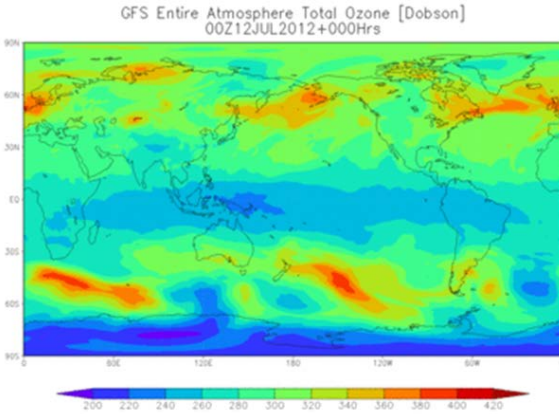 GFS Entire Atmosphere Total Ozone [Dobson]
00Z12JUL2012+000Hrs
90N
60N
30N
EQ
30S
60S
90S
0
60E
120E
180
120W
60W
200 220 240 260 280 300 320 340 360 380 400 420